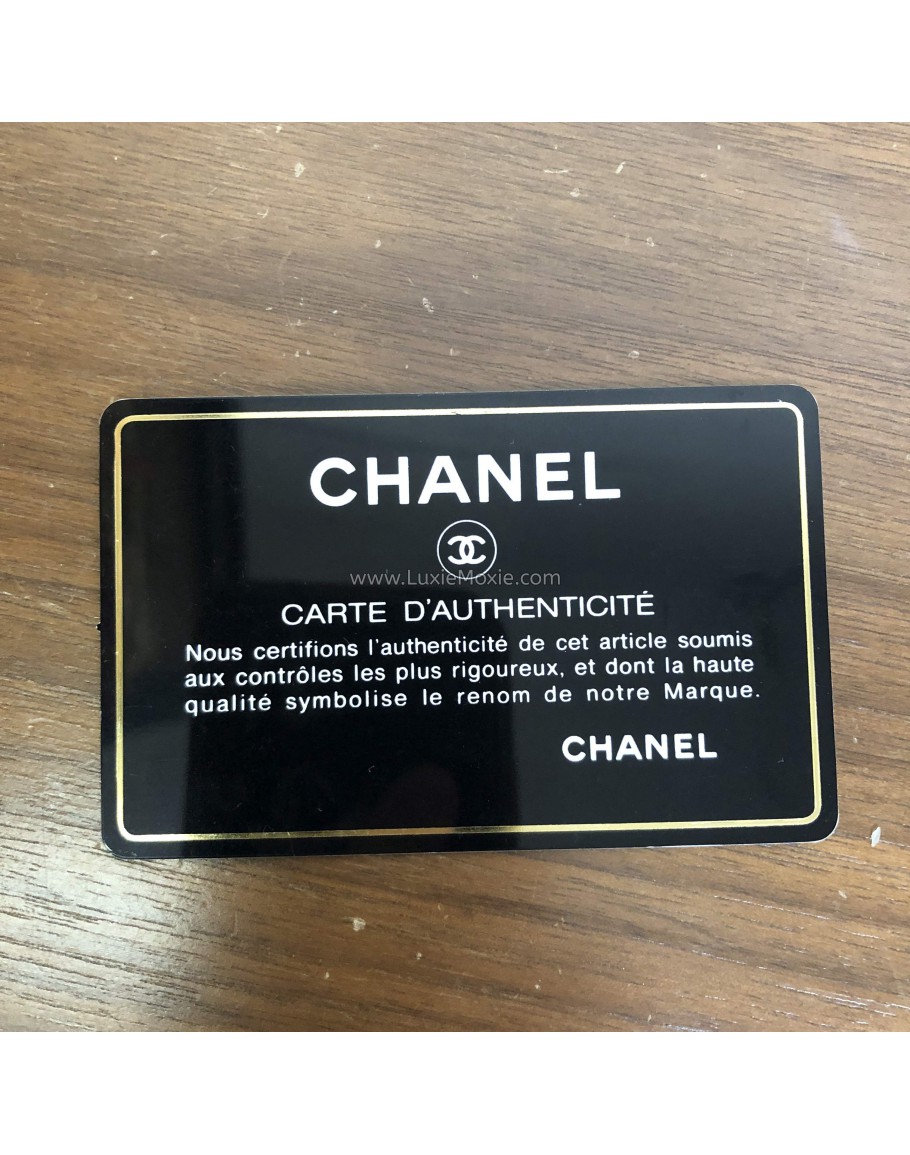 CHANEL
www.LuxieMoxie.com
CARTE D'AUTHENTICITÉ
Nous certifions l'authenticité de cet article soumis
aux contrôles les plus rigoureux, et dont la haute
qualité symbolise le renom de notre Marque.
CHANEL